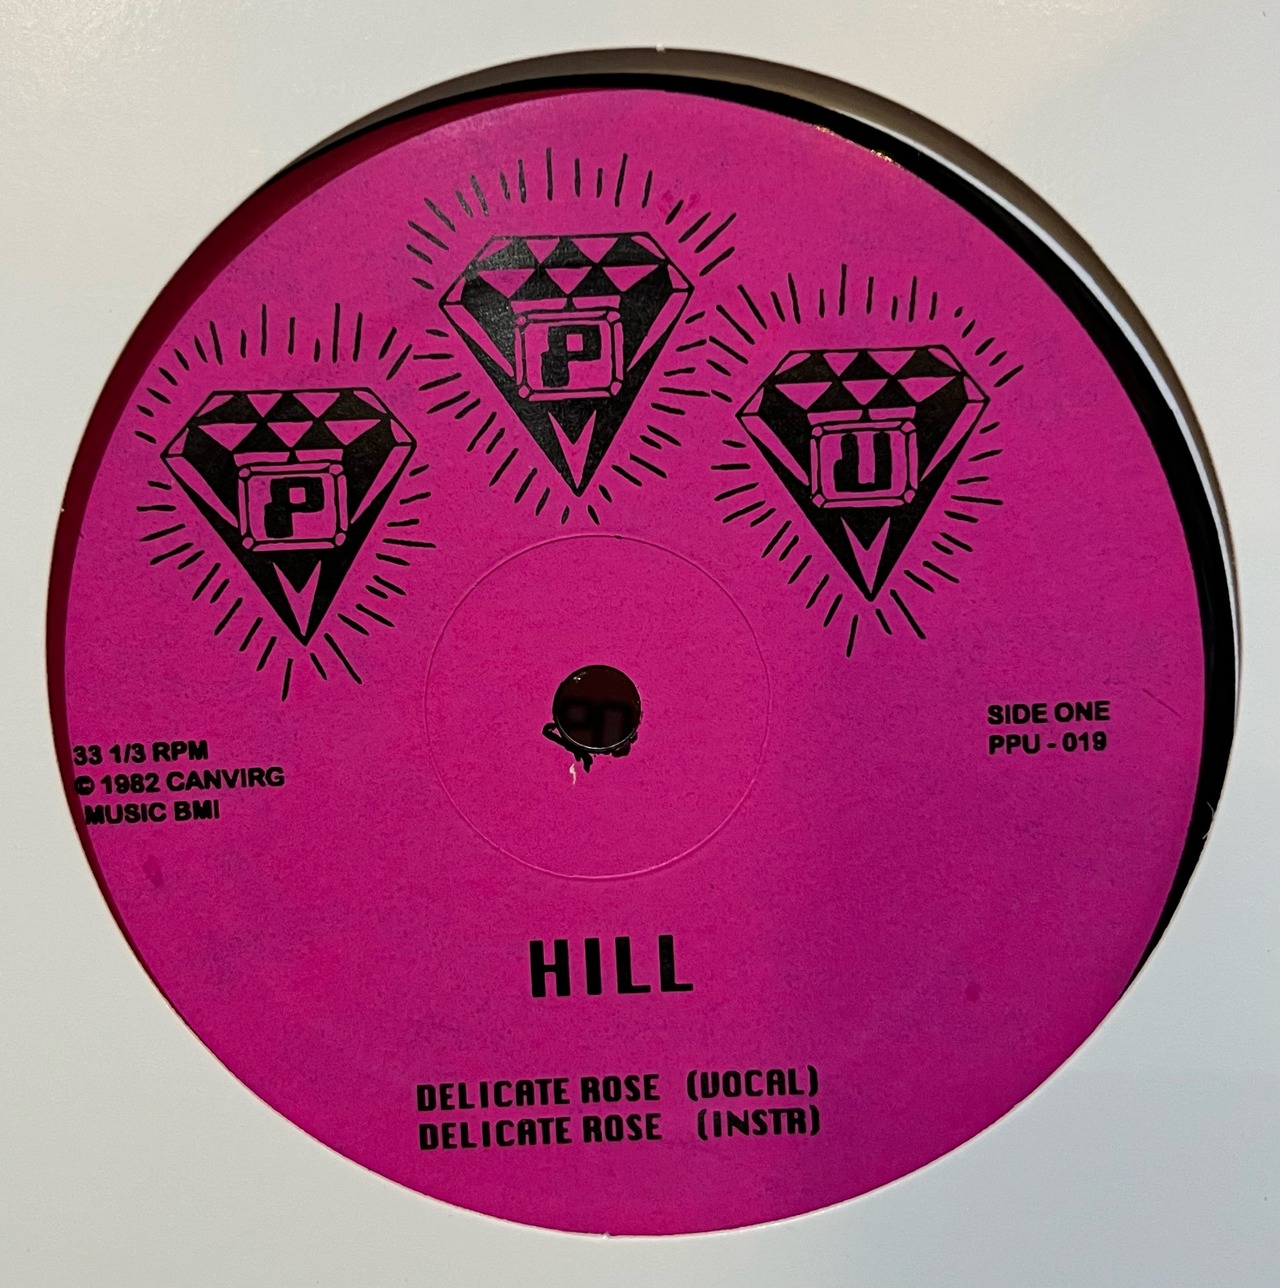 P P U
33 1/3 RPM
© 1982 CANVIRG
MUSIC BMI
SIDE ONE
PPU - 019
HILL
DELICATE ROSE (VOCAL)
DELICATE ROSE (INSTR)